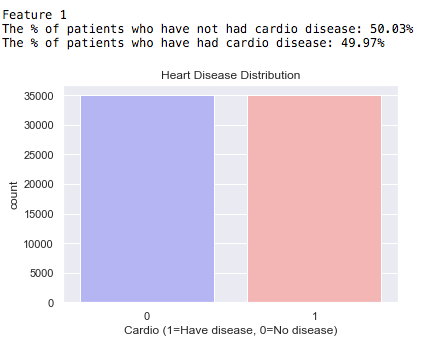 Feature 1
The % of patients who have not had cardio disease: 50.03%
The % of patients who have had cardio disease: 49.97%
Heart Disease Distribution
35000
30000
25000
20000
15000
10000
5000
0
count
0 1
Cardio (1=Have disease, 0=No disease)